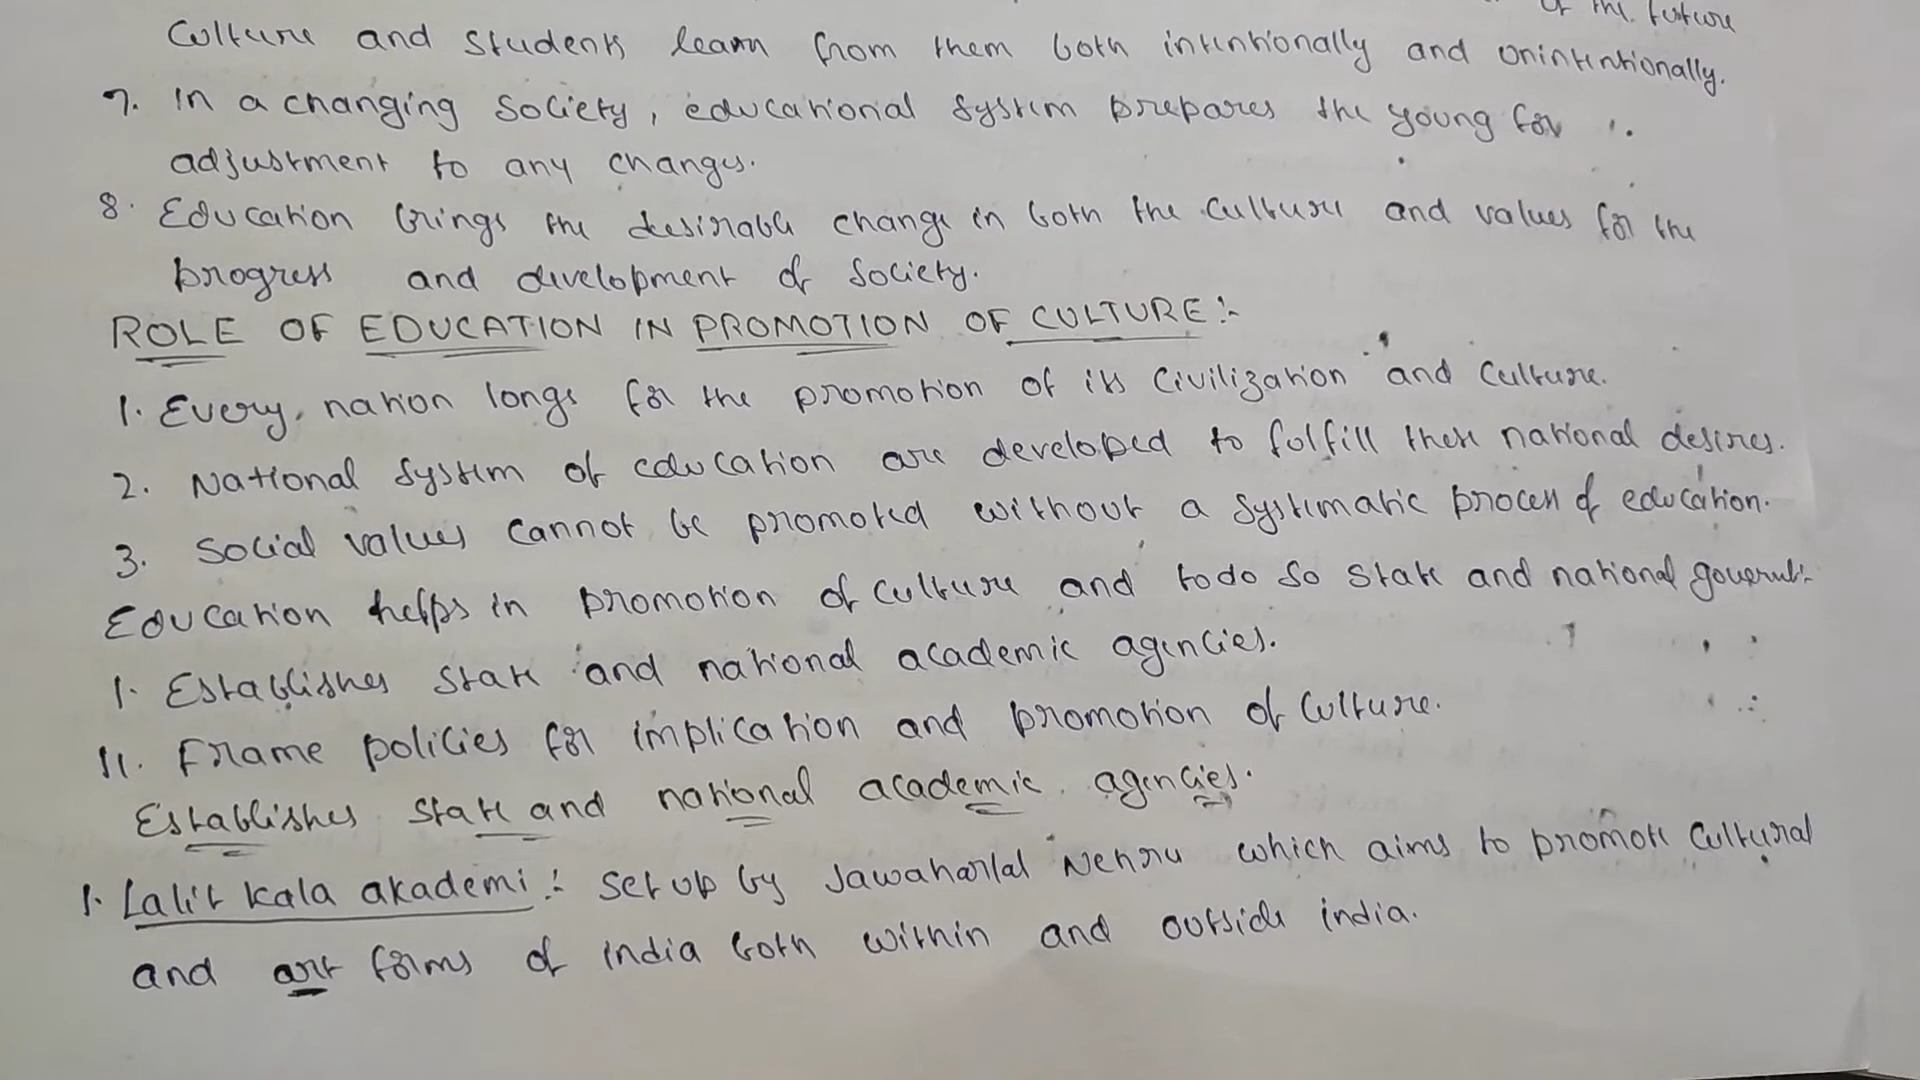 of the future
Culture and students learn from them both intentionally and unintentionally.
7. In a changing society, educational system prepares the young for
adjustment to any changes.
8. Education brings the desirable change in both the culture and values for the
progress and development of society.
ROLE OF EDUCATION IN PROMOTION OF CULTURE:-
1. Every nation longs for the promotion of its civilization and culture.
2. National system of education are developed to fulfill these national desires.
3. Social values cannot be promoted without a systematic process of education.
Education helps in promotion of culture and to do so state and national government:-
I. Establishes state and national academic agencies.
II. Frame policies for implication and promotion of culture.
Establishes state and national academic agencies.
1. Lalit kala akademi:- set up by Jawaharlal Nehru which aims to promote cultural
and art forms of india both within and outside india.